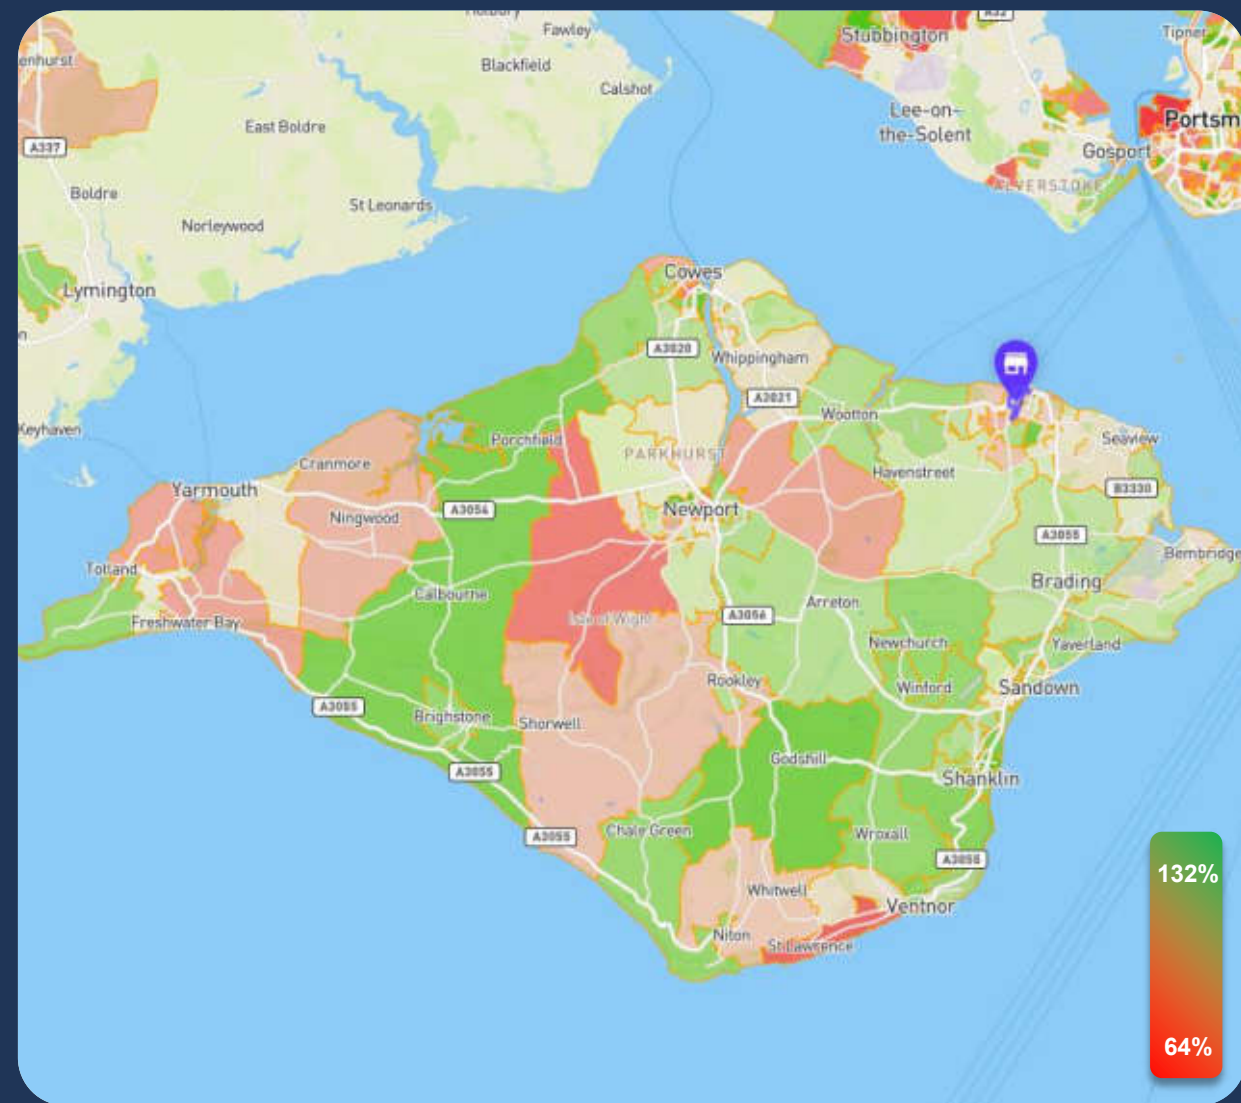 Fawley
A32
Stubbington
Tipner
enhurst
Blackfield
Calshot
Lee-on-
the-Solent
Portsm
East Boldre
A337
Gosport
ALVERSTOKE
Boldre
St Leonards
Norleywood
Lymington
Cowes
A3020
Whippingham
A3021
Wootton
Keyhaven
Porchfield
Seaview
PARKHURST
Cranmore
Havenstreet
Yarmouth
B3330
Ningwood
A3054
Newport
A3055
Bembridge
Totland
Brading
Calbourne
Arreton
Isle of Wight
A3056
Freshwater Bay
Newchurch
Yaverland
Rookley
Winford
Sandown
A3055
Brighstone
Shorwell
Godshill
A3055
Shanklin
Chale Green
A3055
Wroxall
A3055
132%
Whitwell
Ventnor
Niton
St Lawrence
64%